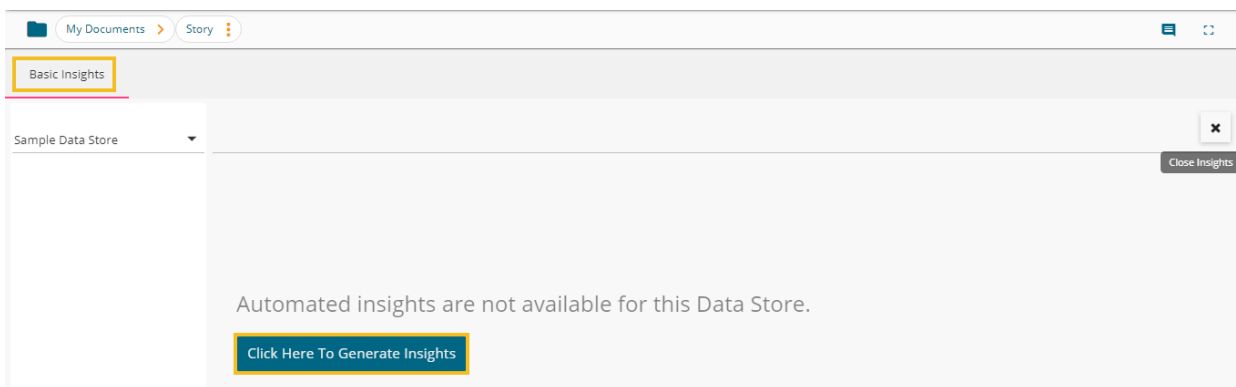 My Documents
Story
Basic Insights
Sample Data Store
Close Insights
Automated insights are not available for this Data Store.
Click Here To Generate Insights